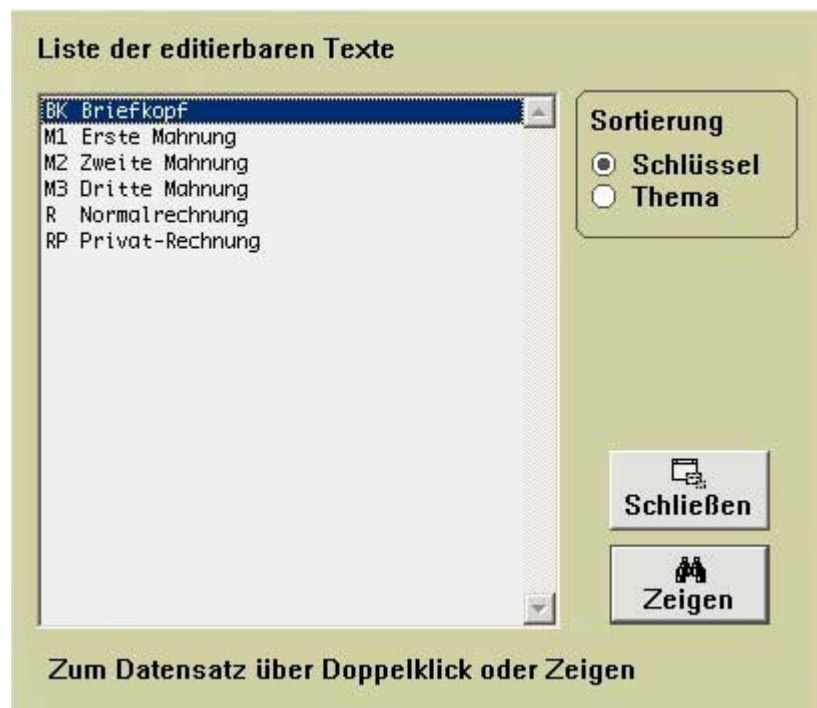 Liste der editierbaren Texte
BK Briefkopf
M1 Erste Mahnung
M2 Zweite Mahnung
M3 Dritte Mahnung
R Normalrechnung
RP Privat-Rechnung
Sortierung
Schlüssel
Thema
Schließen
Zeigen
Zum Datensatz über Doppelklick oder Zeigen